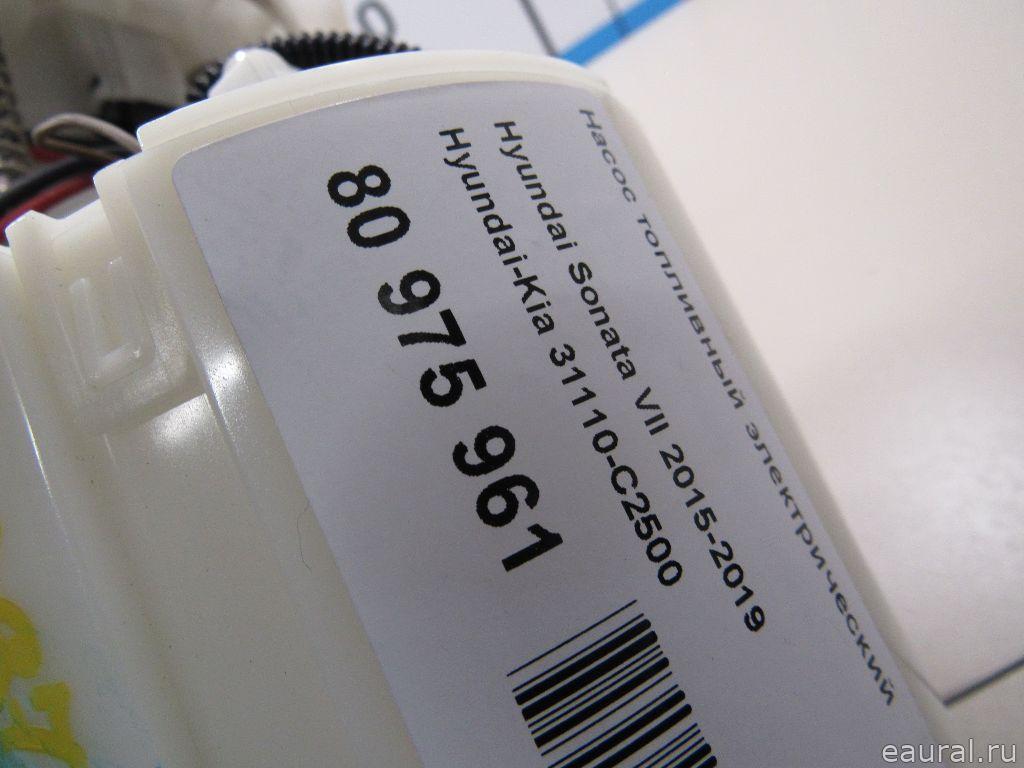 Насос топливный электрический
Hyundai Sonata VII 2015-2019
Hyundai-Kia 31110-C2500
80 975 961
eaural.ru